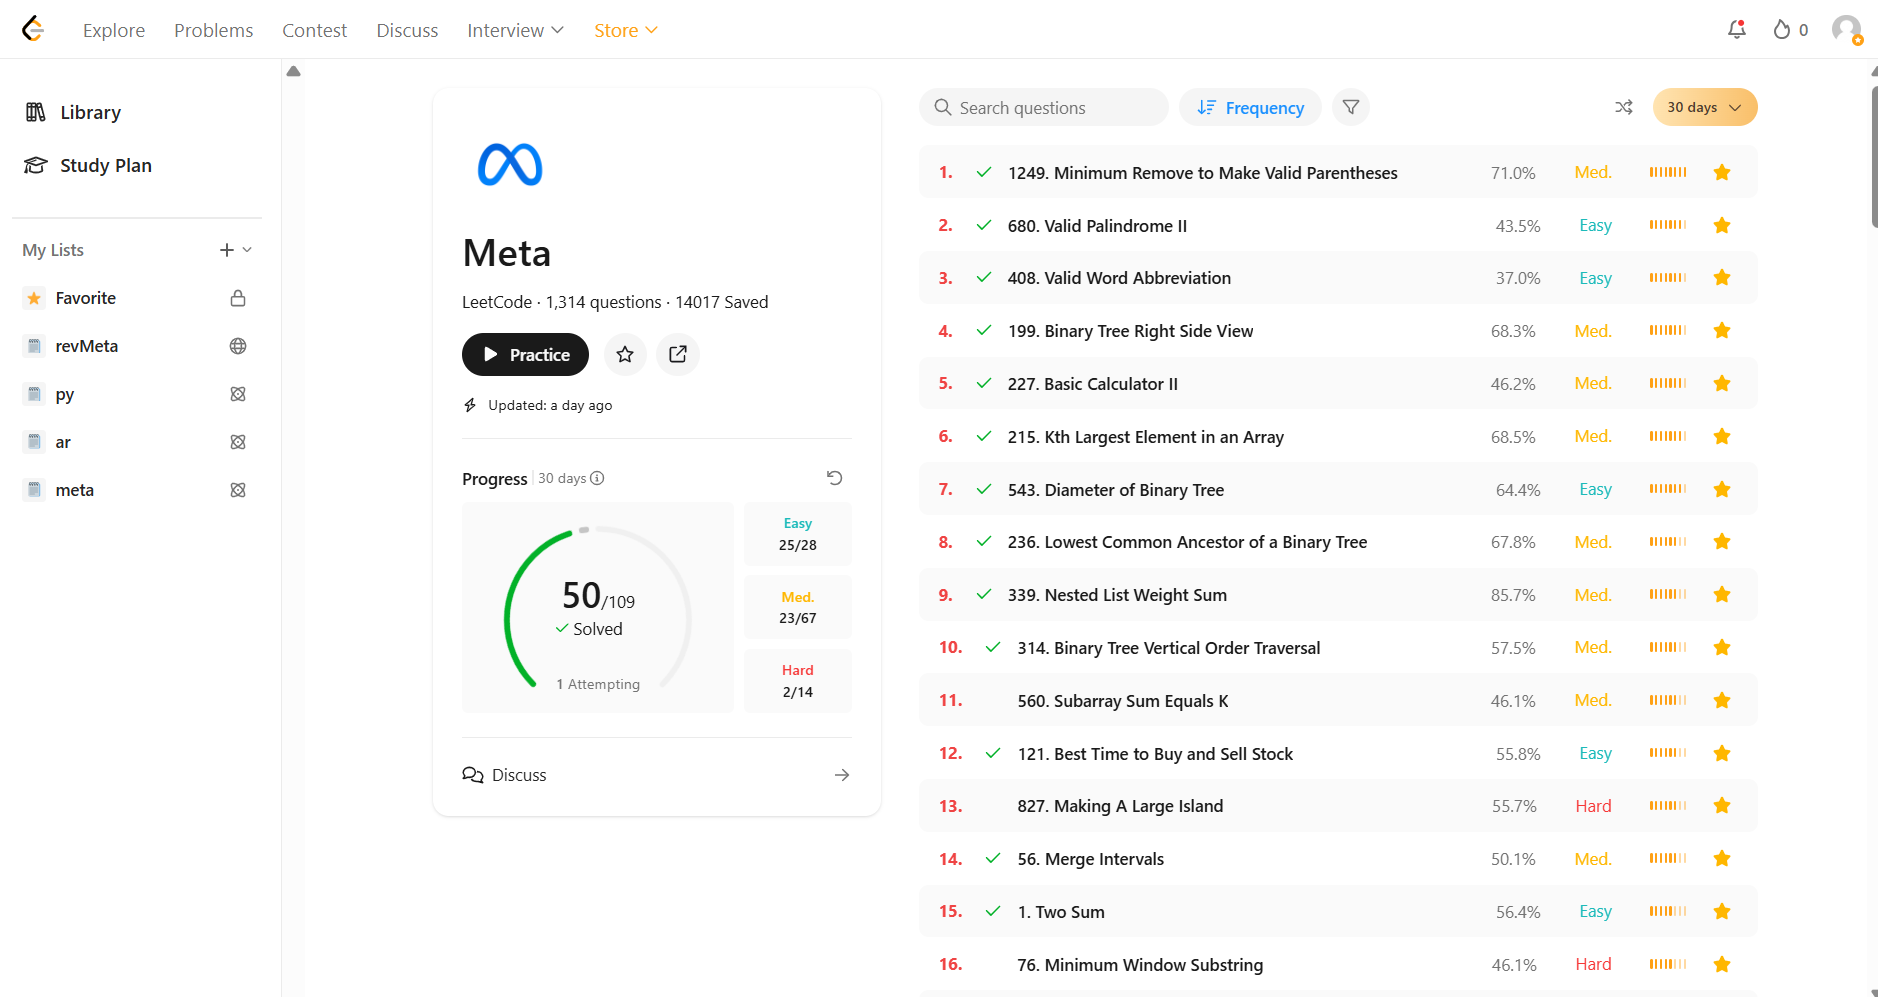 Explore Problems Contest Discuss Interview Store 0
Library
Study Plan
My Lists
Favorite
revMeta
py
ar
meta
Meta
LeetCode · 1,314 questions · 14017 Saved
Practice
Updated: a day ago
Progress 30 days
50/109
Solved
1 Attempting
Easy
25/28
Med.
23/67
Hard
2/14
Discuss
Search questions Frequency 30 days
1. 1249. Minimum Remove to Make Valid Parentheses 71.0% Med.
2. 680. Valid Palindrome II 43.5% Easy
3. 408. Valid Word Abbreviation 37.0% Easy
4. 199. Binary Tree Right Side View 68.3% Med.
5. 227. Basic Calculator II 46.2% Med.
6. 215. Kth Largest Element in an Array 68.5% Med.
7. 543. Diameter of Binary Tree 64.4% Easy
8. 236. Lowest Common Ancestor of a Binary Tree 67.8% Med.
9. 339. Nested List Weight Sum 85.7% Med.
10. 314. Binary Tree Vertical Order Traversal 57.5% Med.
11. 560. Subarray Sum Equals K 46.1% Med.
12. 121. Best Time to Buy and Sell Stock 55.8% Easy
13. 827. Making A Large Island 55.7% Hard
14. 56. Merge Intervals 50.1% Med.
15. 1. Two Sum 56.4% Easy
16. 76. Minimum Window Substring 46.1% Hard